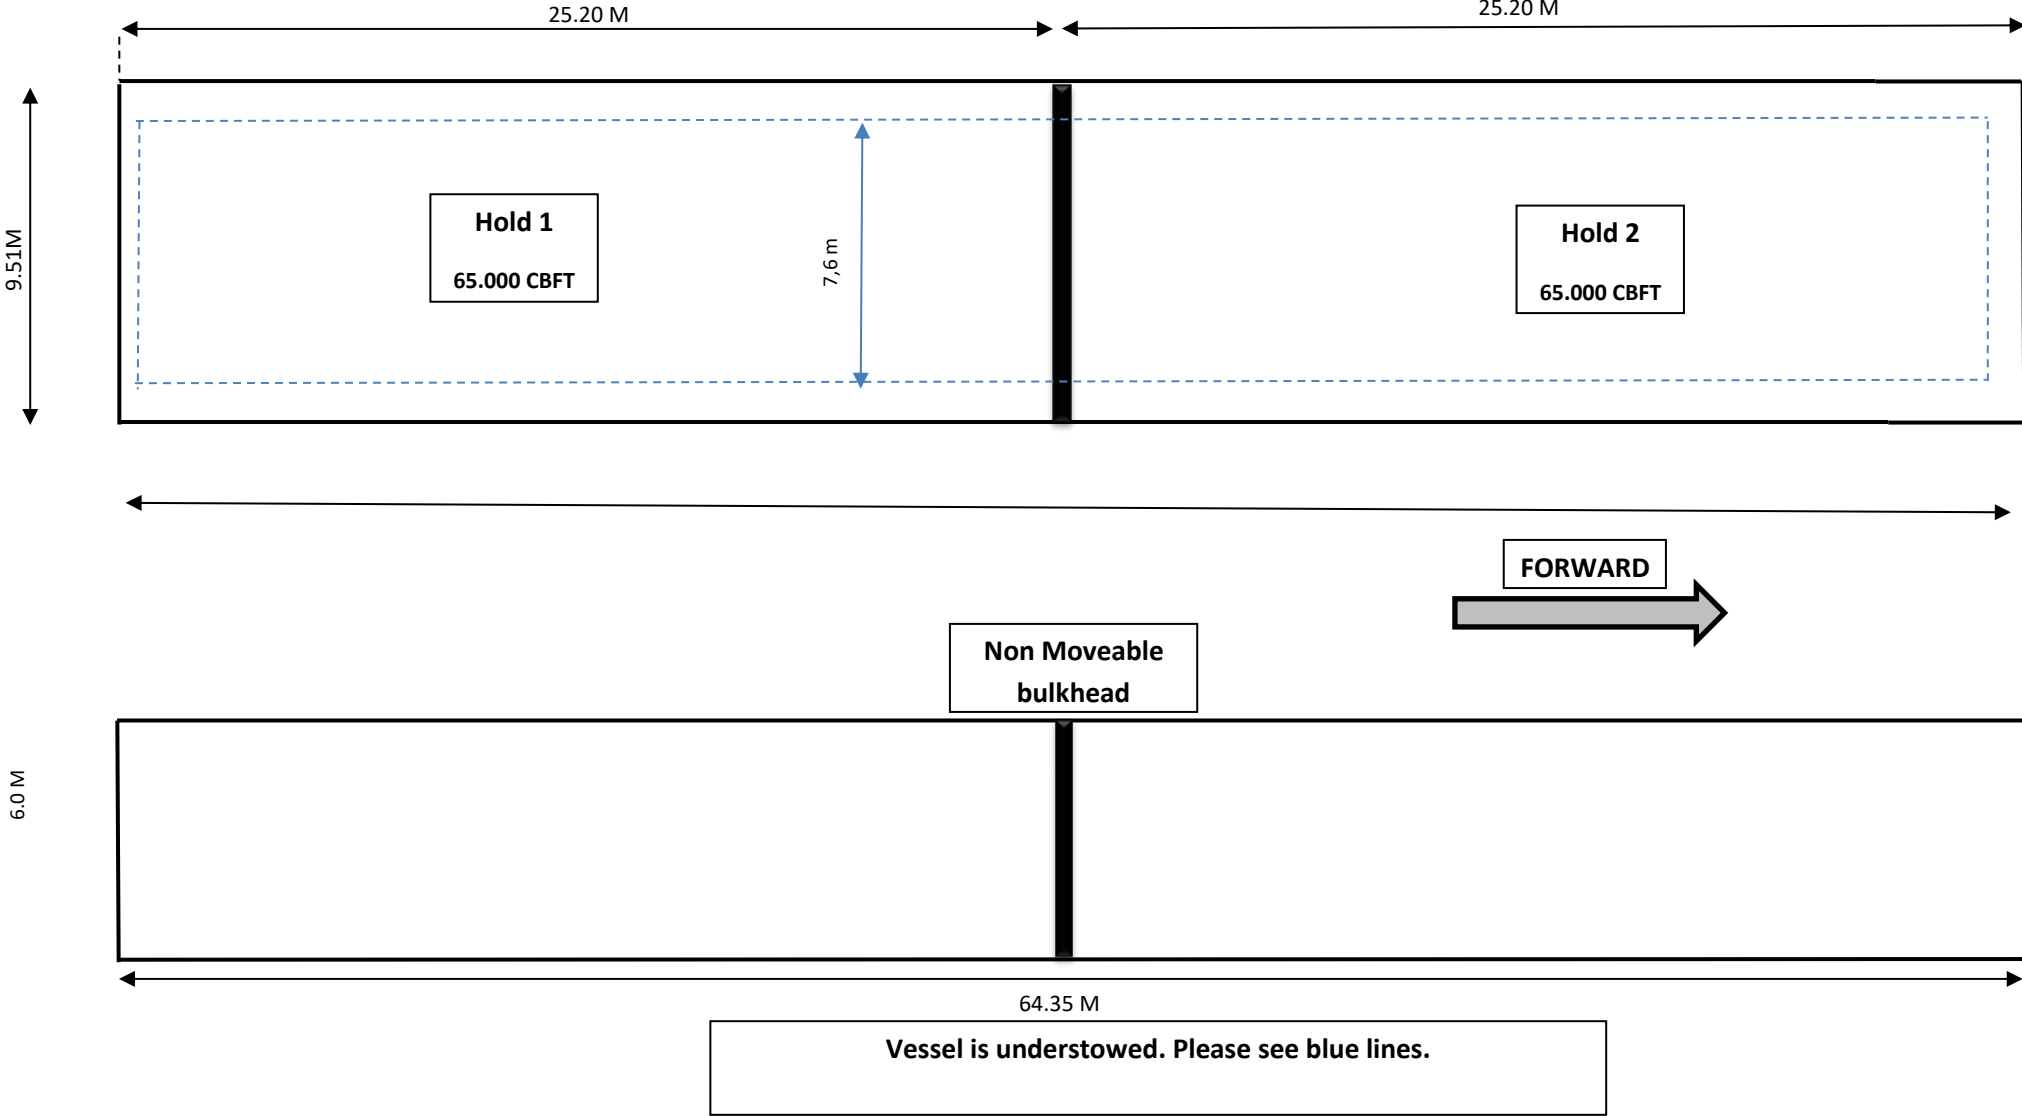 25.20 M
25.20 M
9.51M
Hold 1
65.000 CBFT
7,6 m
Hold 2
65.000 CBFT
FORWARD
Non Moveable
bulkhead
6.0 M
64.35 M
Vessel is understowed. Please see blue lines.